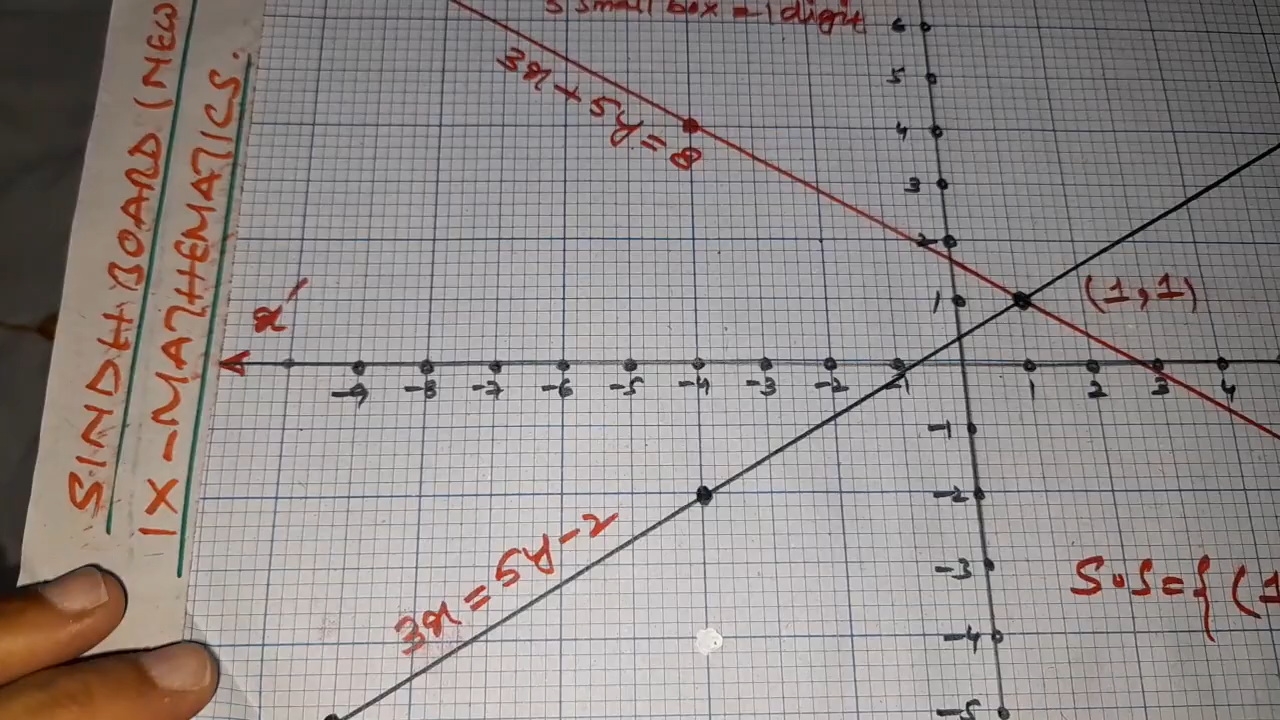 SINDH BOARD (NEW
IX-MATHEMATICS.
5 small box = 1 digit
3x + 5y = 8
6
5
4
3
2
1
(1,1)
x′
-9 -8 -7 -6 -5 -4 -3 -2 -1 1 2 3 4
-1
-2
-3
-4
-5
3x = 5y-2
S.S={(1